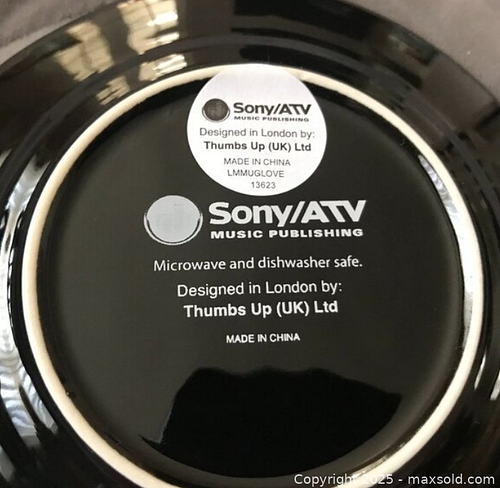 Sony/ATV
MUSIC PUBLISHING
Designed in London by:
Thumbs Up (UK) Ltd
MADE IN CHINA
LMMUGLOVE
13623
Sony/ATV
MUSIC PUBLISHING
Microwave and dishwasher safe.
Designed in London by:
Thumbs Up (UK) Ltd
MADE IN CHINA
Copyright 2025 - maxsold.com